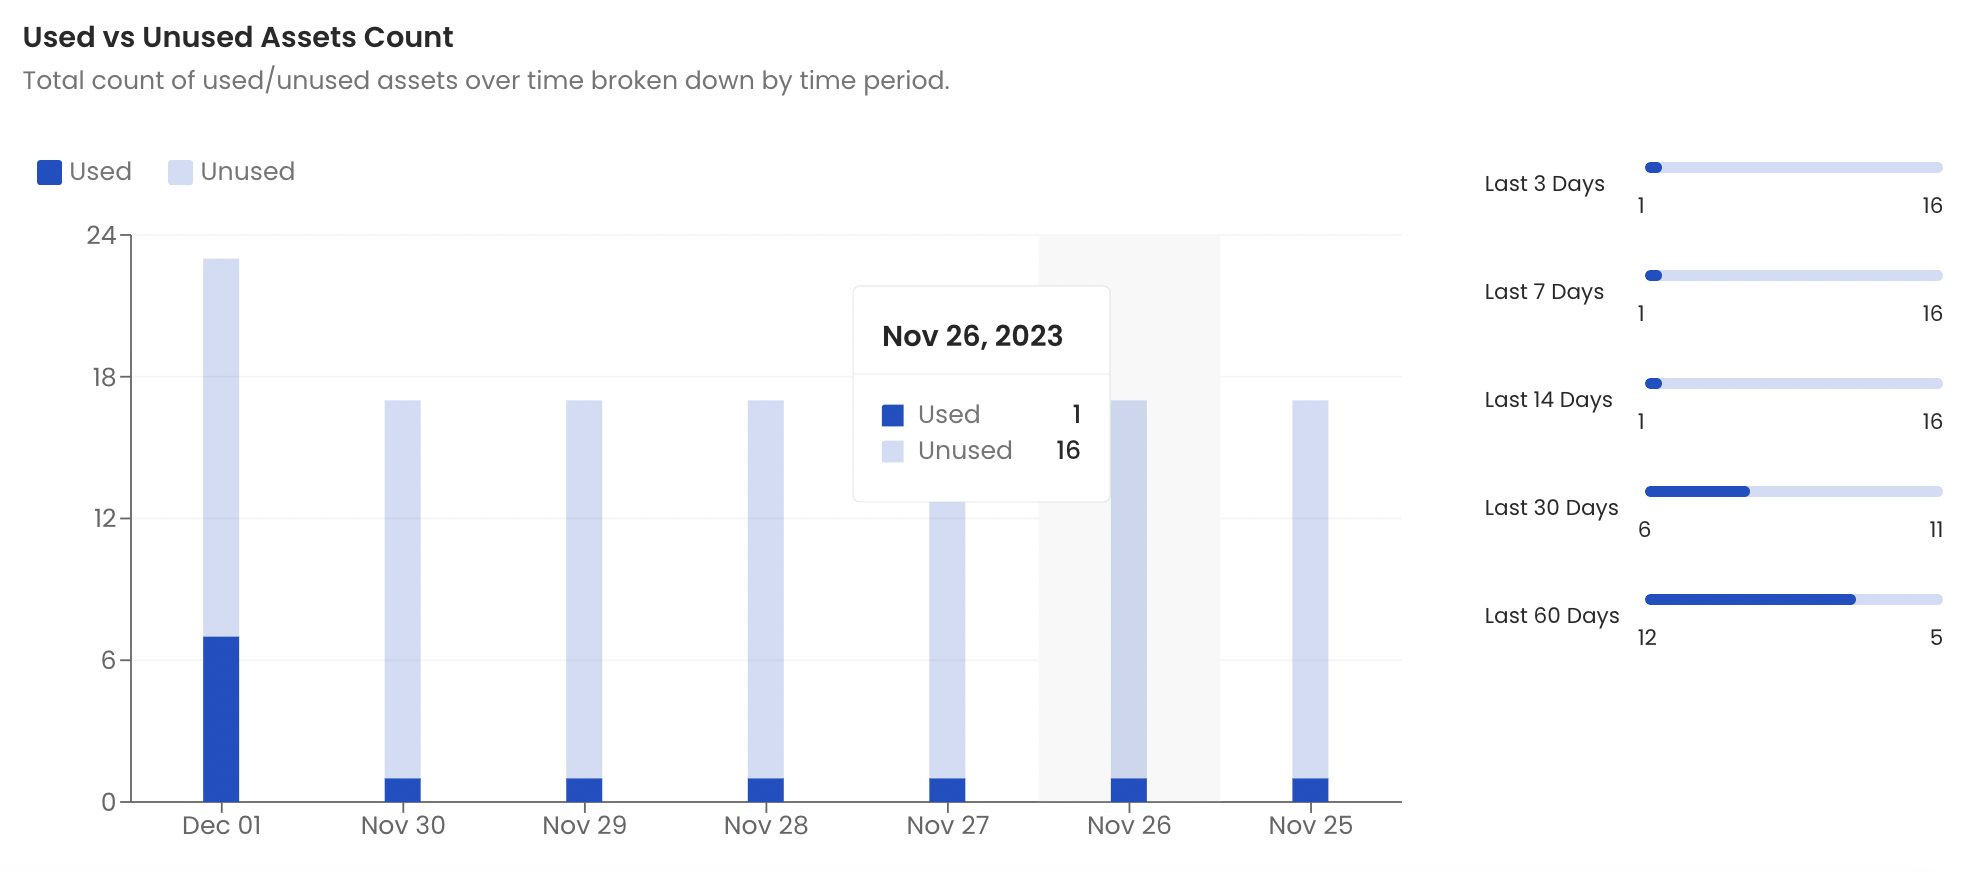 Used vs Unused Assets Count
Total count of used/unused assets over time broken down by time period.
Used Unused
24
18
12
6
0
Dec 01 Nov 30 Nov 29 Nov 28 Nov 27 Nov 26 Nov 25
Nov 26, 2023
Used 1
Unused 16
Last 3 Days
1 16
Last 7 Days
1 16
Last 14 Days
1 16
Last 30 Days
6 11
Last 60 Days
12 5